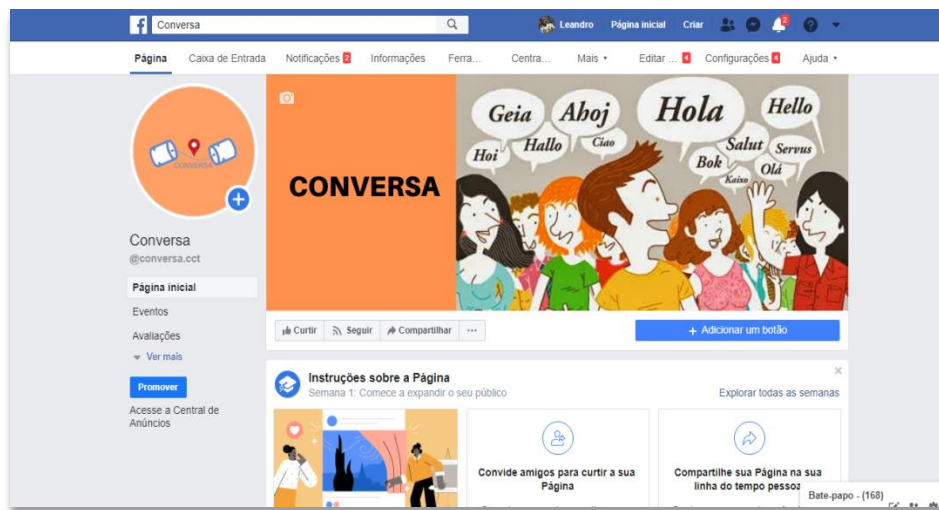 Conversa
Leandro Página inicial Criar 2 ?
Página Caixa de Entrada Notificações 2 Informações Ferra... Centra... Mais Editar ... 4 Configurações 4 Ajuda
CONVERSA
CONVERSA
Geia Ahoj Hola Hello
Hoi Hallo Ciao Salut Servus
Bok Kaixo Olá
Conversa
@conversa.cct
Página inicial
Eventos
Avaliações
Ver mais
Promover
Acesse a Central de
Anúncios
Curtir Seguir Compartilhar ...
+ Adicionar um botão
Instruções sobre a Página
Semana 1: Comece a expandir o seu público
Explorar todas as semanas
Convide amigos para curtir a sua
Página
Compartilhe sua Página na sua
linha do tempo pessoa
Bate-papo - (168)